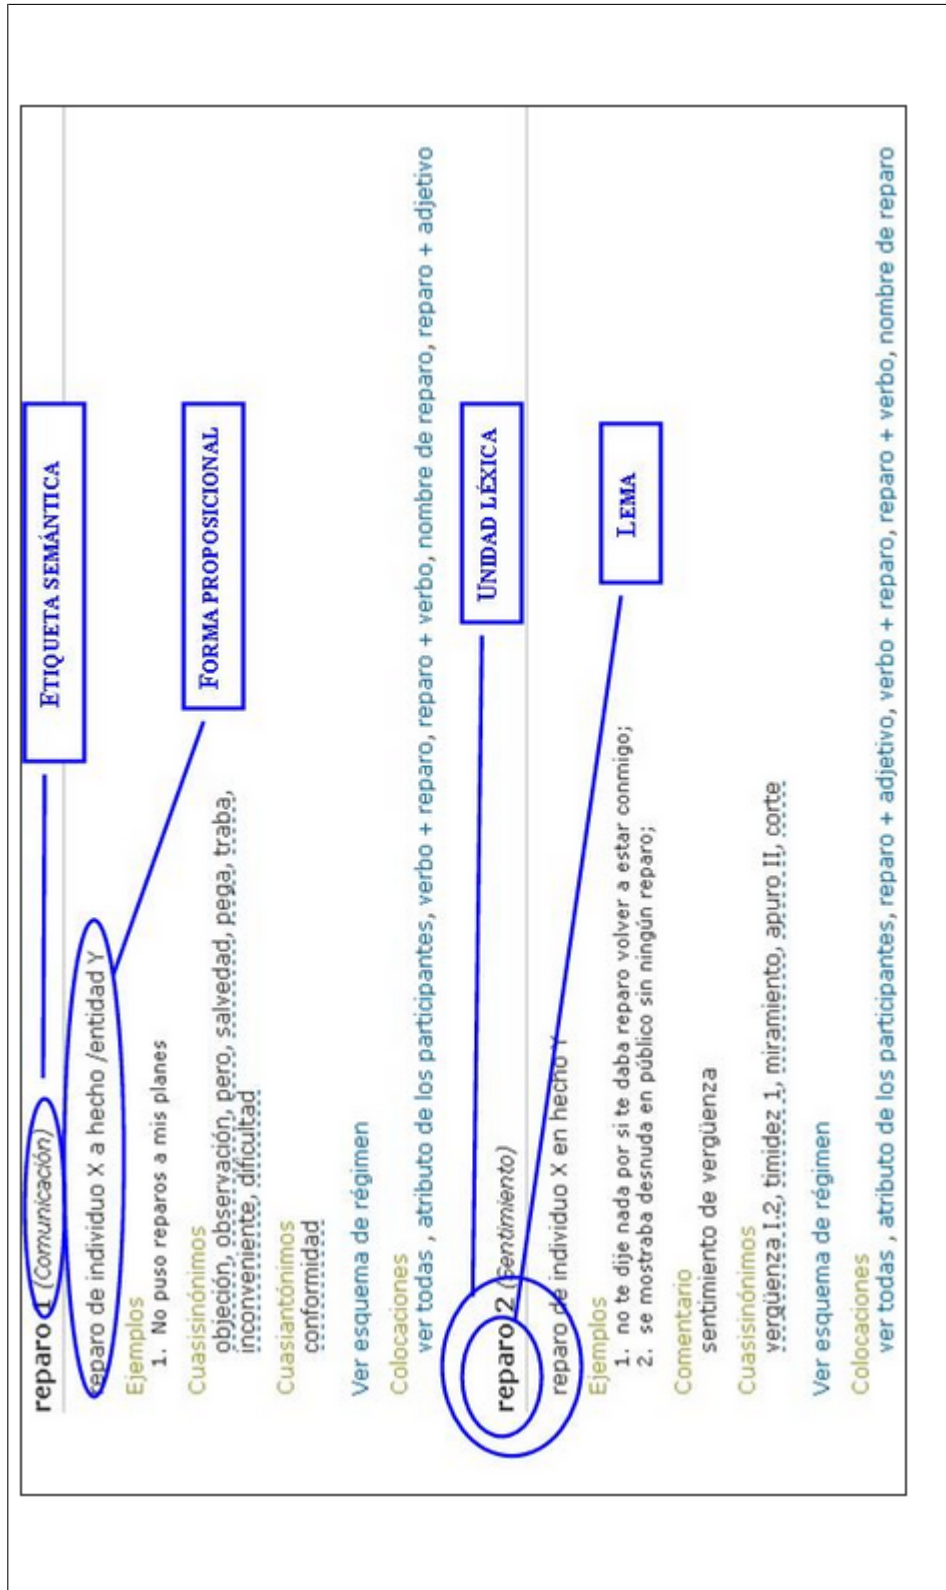 reparo 1 (Comunicación)
ETIQUETA SEMÁNTICA
reparo de individuo X a hecho /entidad Y
Ejemplos
1. No puso reparos a mis planes
FORMA PROPOSICIONAL
Cuasisinónimos
objeción, observación, pero, salvedad, pega, traba,
inconveniente, dificultad
Cuasiantónimos
conformidad
Ver esquema de régimen
Colocaciones
ver todas , atributo de los participantes, verbo + reparo, reparo + verbo, nombre de reparo, reparo + adjetivo
UNIDAD LÉXICA
reparo 2 (Sentimiento)
reparo de individuo X en hecho Y
Ejemplos
1. no te dije nada por si te daba reparo volver a estar conmigo;
LEMA
2. se mostraba desnuda en público sin ningún reparo;
Comentario
sentimiento de vergüenza
Cuasisinónimos
vergüenza I.2, timidez 1, miramiento, apuro II, corte
Ver esquema de régimen
Colocaciones
ver todas , atributo de los participantes, reparo + adjetivo, verbo + reparo, reparo + verbo, nombre de reparo